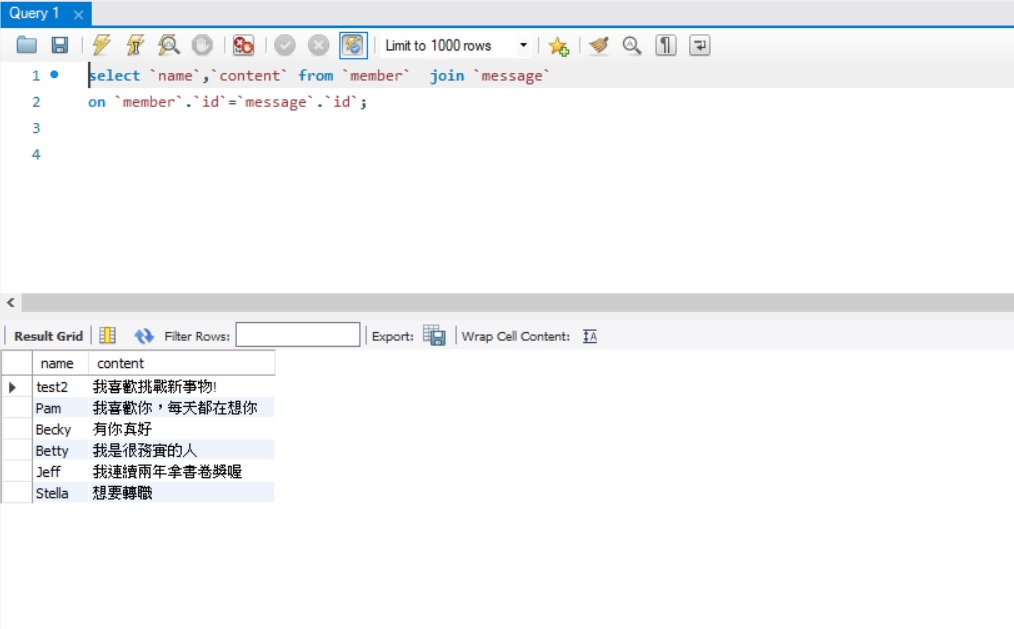 Query 1
Limit to 1000 rows
1 select `name`,`content` from `member`  join `message`
2 on `member`.`id`=`message`.`id`;
3
4
Result Grid Filter Rows: Export: Wrap Cell Content:
name content
test2 我喜歡挑戰新事物!
Pam 我喜歡你，每天都在想你
Becky 有你真好
Betty 我是很務實的人
Jeff 我連續兩年拿書卷獎喔
Stella 想要轉職